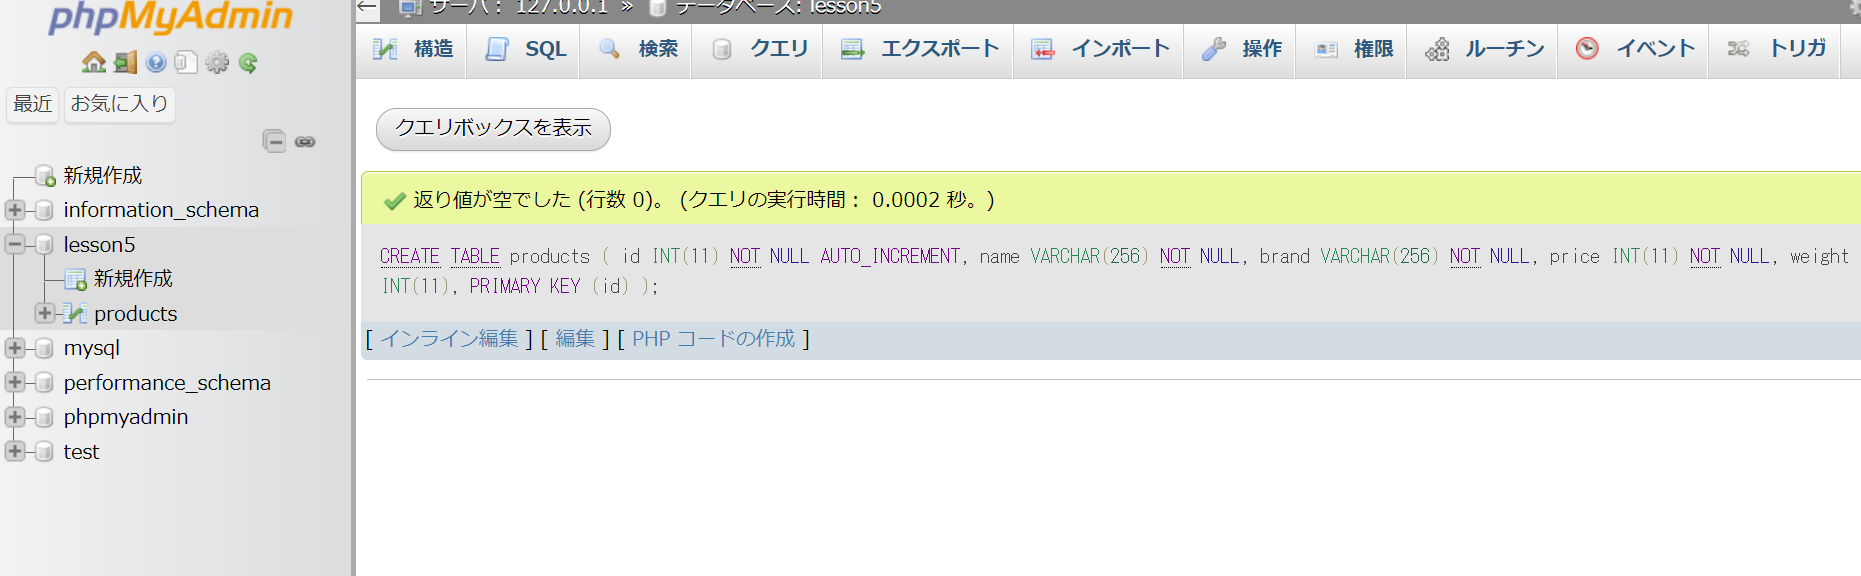 phpMyAdmin
最近 お気に入り
新規作成
information_schema
lesson5
新規作成
products
mysql
performance_schema
phpmyadmin
test
サーバ: 127.0.0.1 » データベース: lesson5
構造 SQL 検索 クエリ エクスポート インポート 操作 権限 ルーチン イベント トリガ
クエリボックスを表示
返り値が空でした (行数 0)。 (クエリの実行時間: 0.0002 秒。)
CREATE TABLE products ( id INT(11) NOT NULL AUTO_INCREMENT, name VARCHAR(256) NOT NULL, brand VARCHAR(256) NOT NULL, price INT(11) NOT NULL, weight
INT(11), PRIMARY KEY (id) );
[ インライン編集 ] [ 編集 ] [ PHP コードの作成 ]